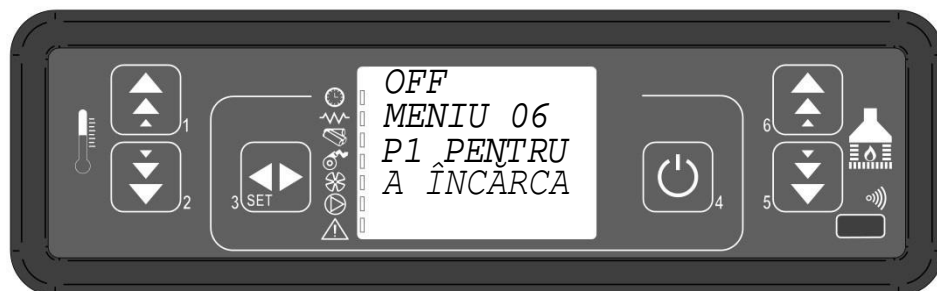 OFF
MENIU 06
P1 PENTRU
A ÎNCĂRCA
1
2
3 SET
4
6
5